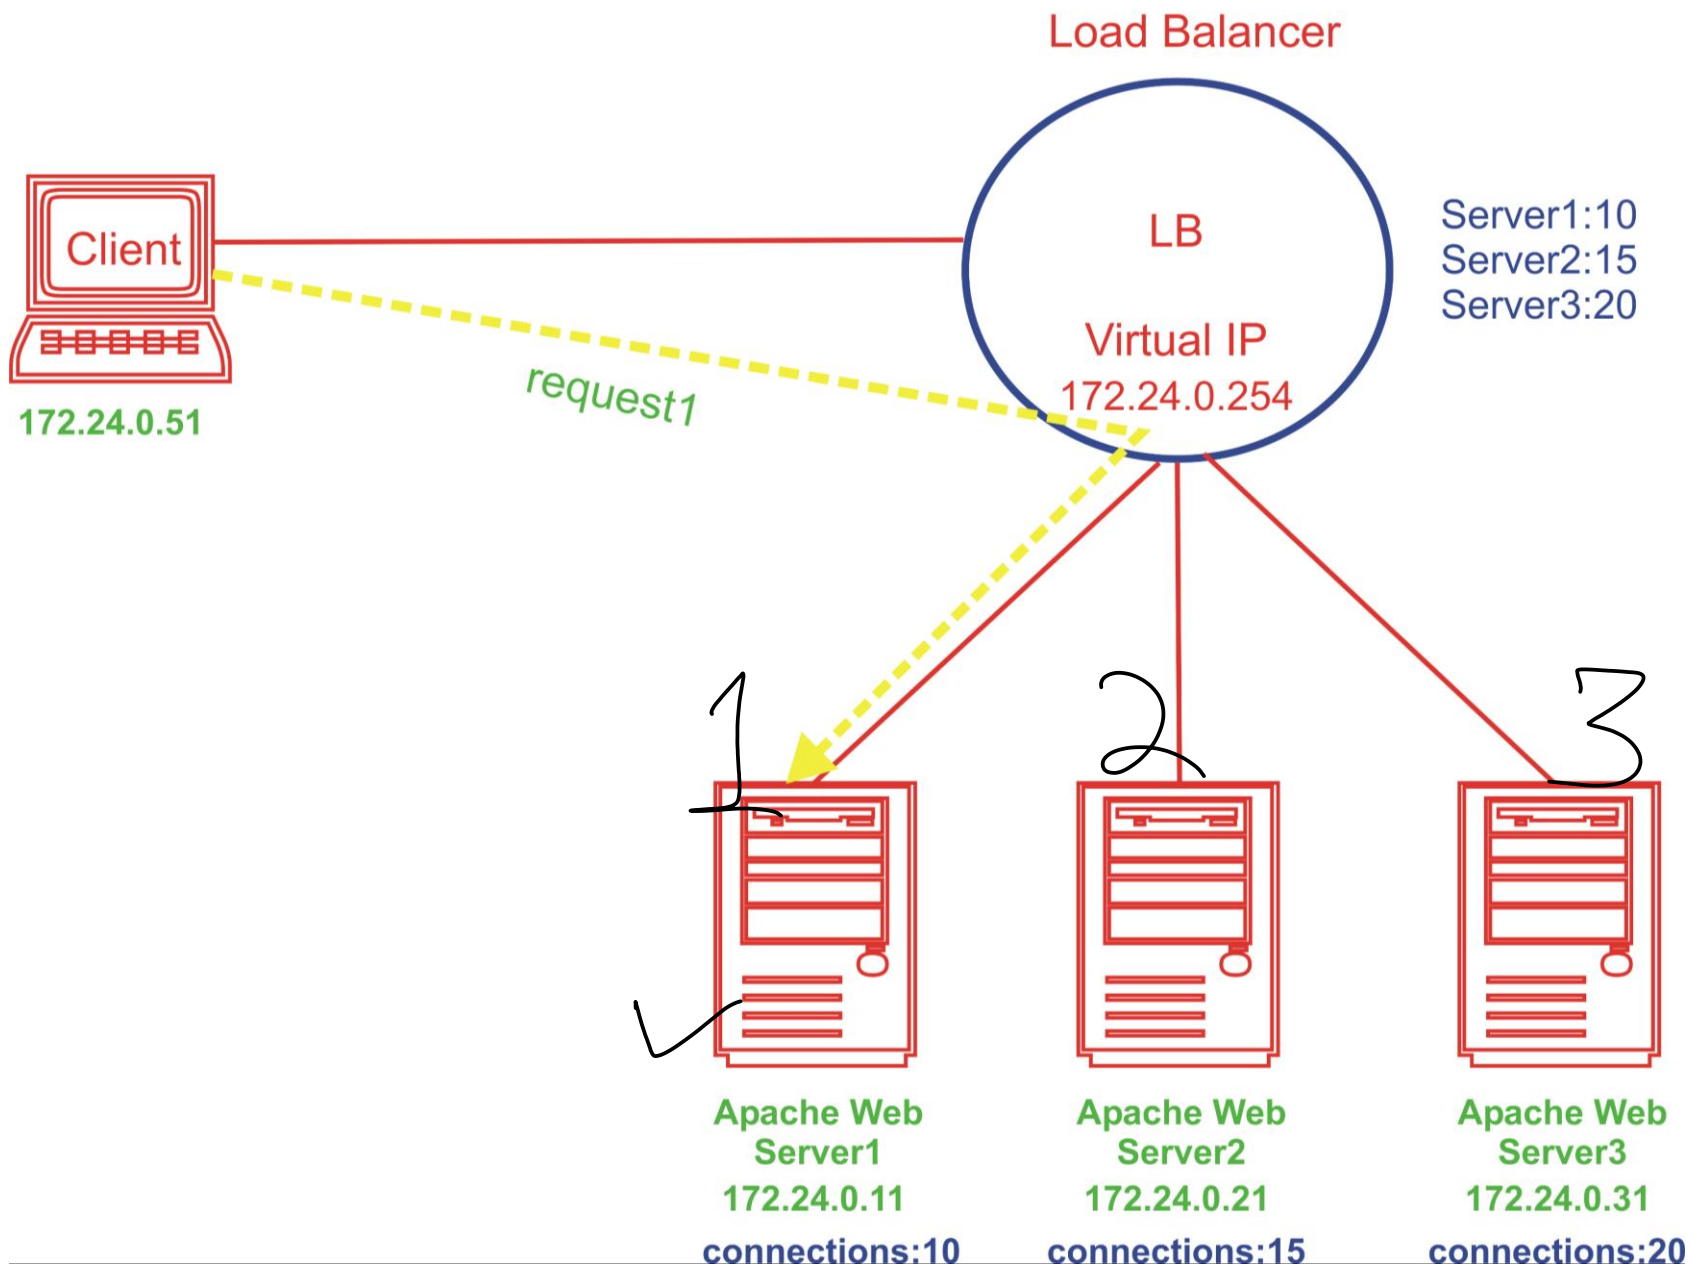 Load Balancer
LB
Virtual IP
172.24.0.254
Server1:10
Server2:15
Server3:20
Client
172.24.0.51
request1
1
2
3
Apache Web
Server1
172.24.0.11
connections:10
Apache Web
Server2
172.24.0.21
connections:15
Apache Web
Server3
172.24.0.31
connections:20